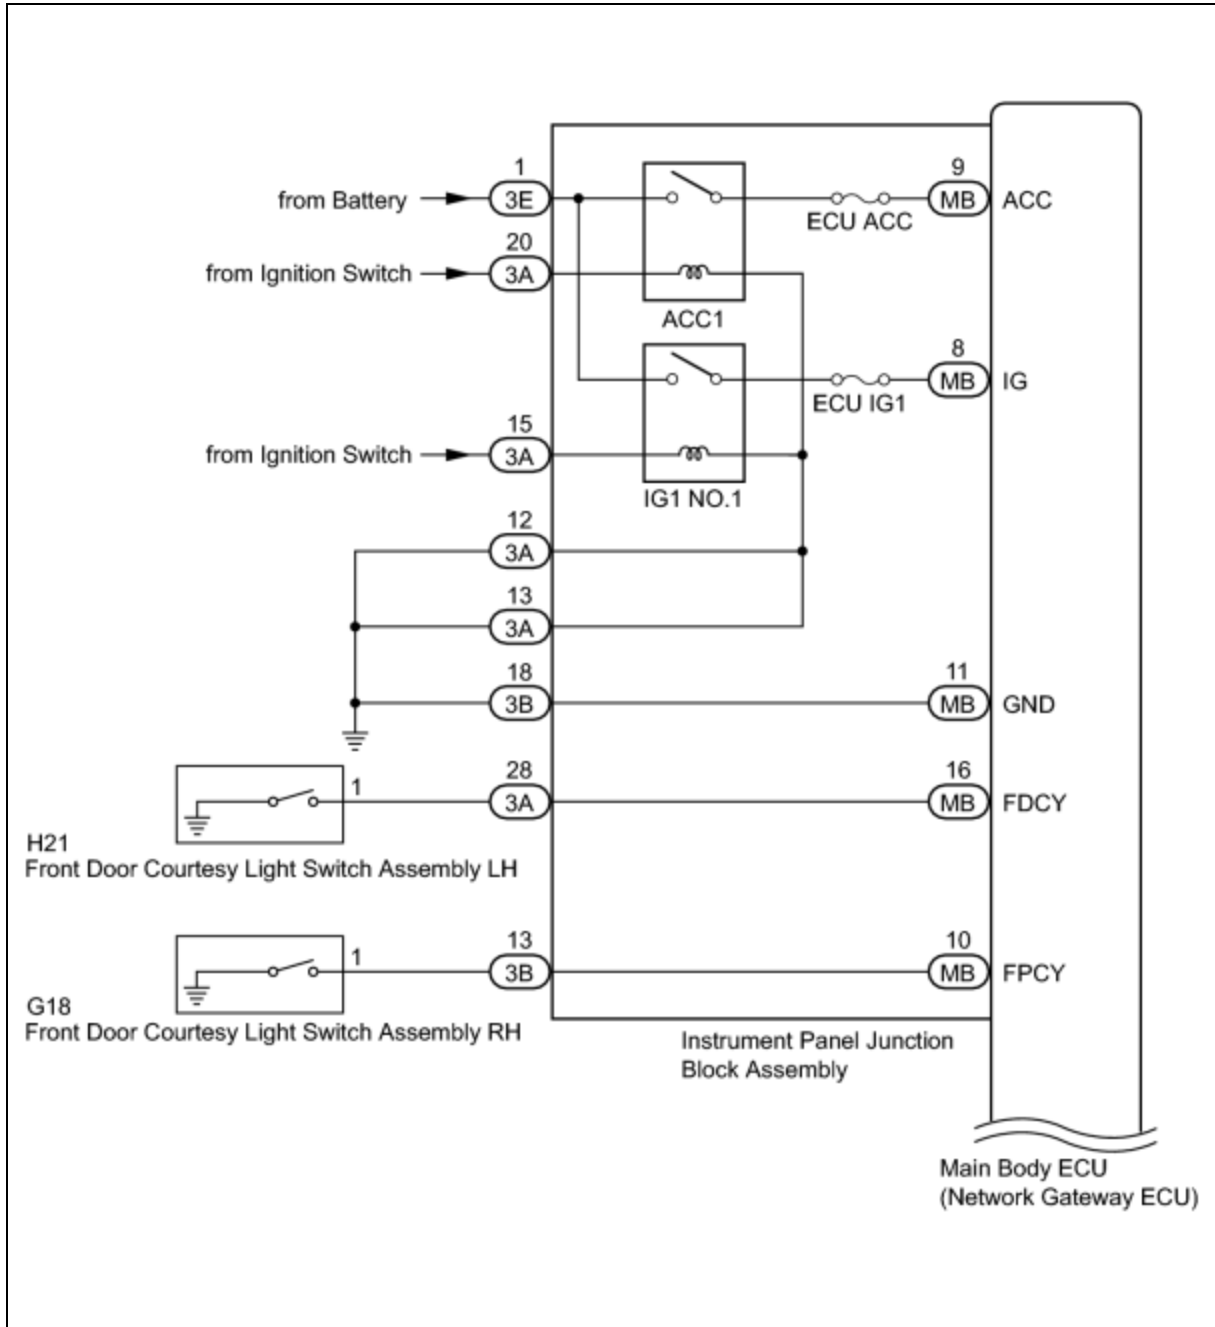 1
from Battery
3E
9
MB
ACC
ECU ACC
20
from Ignition Switch
3A
ACC1
8
MB
IG
ECU IG1
15
from Ignition Switch
3A
IG1 NO.1
12
3A
13
3A
18
3B
11
MB
GND
1
28
3A
16
MB
FDCY
H21
Front Door Courtesy Light Switch Assembly LH
1
13
3B
10
MB
FPCY
G18
Front Door Courtesy Light Switch Assembly RH
Instrument Panel Junction
Block Assembly
Main Body ECU
(Network Gateway ECU)